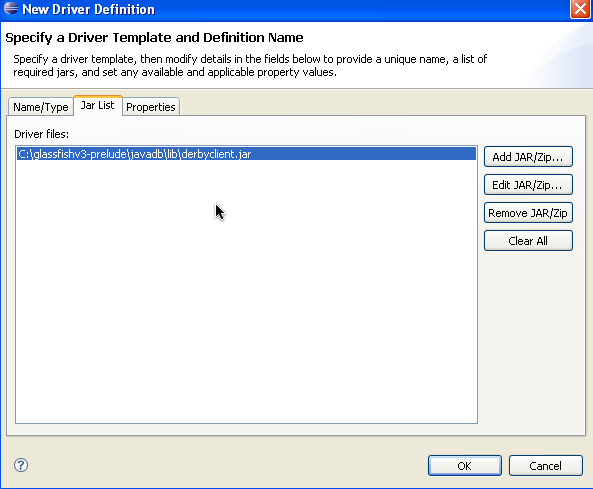 New Driver Definition
Specify a Driver Template and Definition Name
Specify a driver template, then modify details in the fields below to provide a unique name, a list of
required jars, and set any available and applicable property values.
Name/Type Jar List Properties
Driver files:
C:\glassfishv3-prelude\javadb\lib\derbyclient.jar
Add JAR/Zip...
Edit JAR/Zip...
Remove JAR/Zip
Clear All
OK Cancel